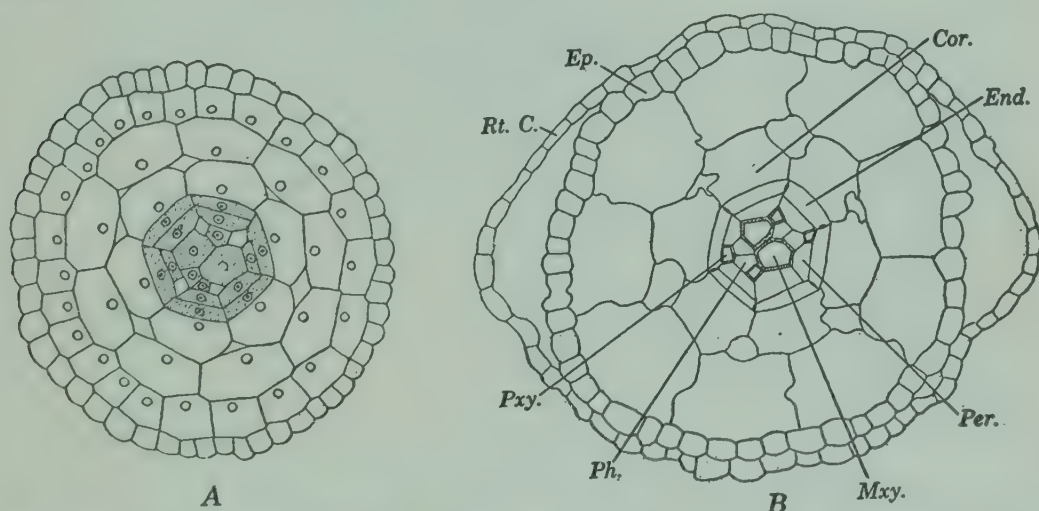 Cor.
Ep.
End.
Rt. C.
Pxy.
Per.
Ph.
Mxy.
A
B